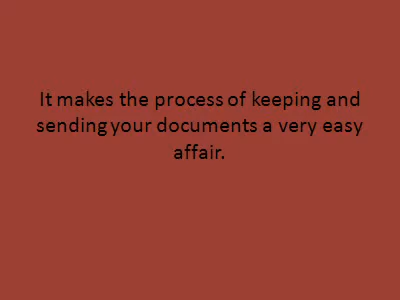 It makes the process of keeping and
sending your documents a very easy
affair.